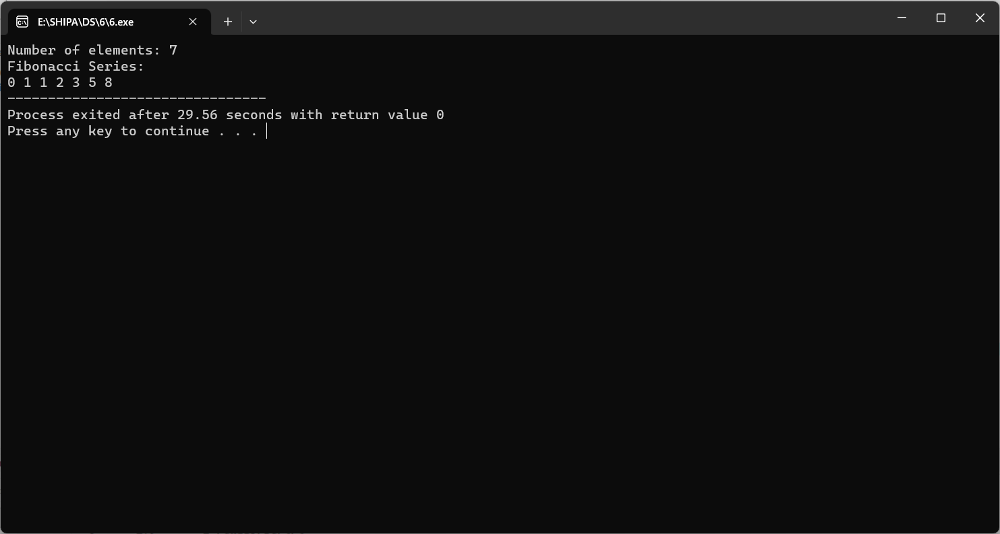 E:\SHIPA\DS\6\6.exe
Number of elements: 7
Fibonacci Series:
0 1 1 2 3 5 8
--------------------------------
Process exited after 29.56 seconds with return value 0
Press any key to continue . . .